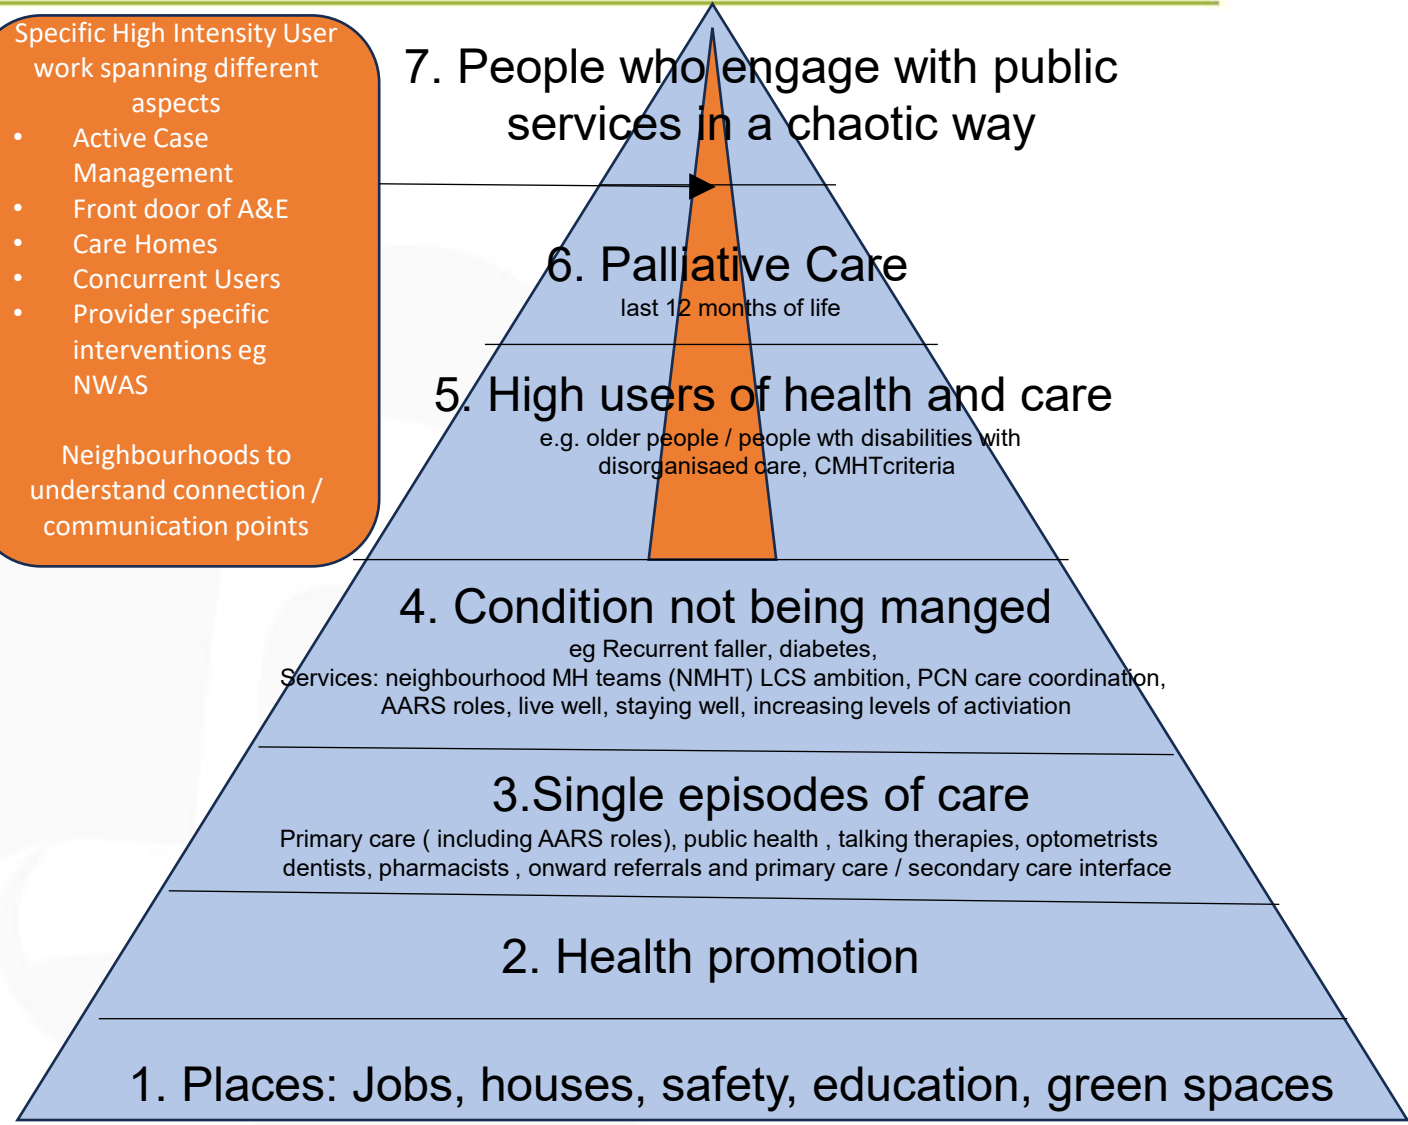 Specific High Intensity User
work spanning different
aspects
• Active Case
Management
• Front door of A&E
• Care Homes
• Concurrent Users
• Provider specific
interventions eg
NWAS
Neighbourhoods to
understand connection /
communication points
7. People who engage with public
services in a chaotic way
6. Palliative Care
last 12 months of life
5. High users of health and care
e.g. older people / people wth disabilities with
disorganisaed care, CMHTcriteria
4. Condition not being manged
eg Recurrent faller, diabetes,
Services: neighbourhood MH teams (NMHT) LCS ambition, PCN care coordination,
AARS roles, live well, staying well, increasing levels of activiation
3.Single episodes of care
Primary care ( including AARS roles), public health , talking therapies, optometrists
dentists, pharmacists , onward referrals and primary care / secondary care interface
2. Health promotion
1. Places: Jobs, houses, safety, education, green spaces